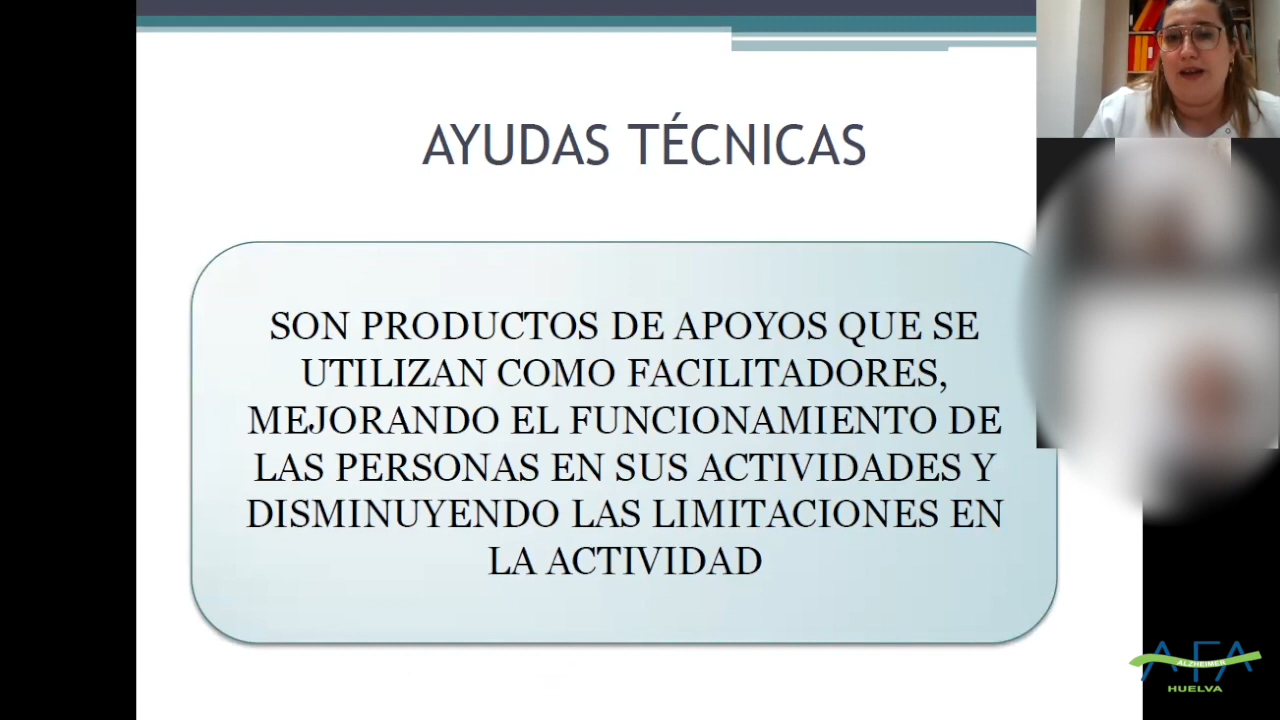 AYUDAS TÉCNICAS
SON PRODUCTOS DE APOYOS QUE SE
UTILIZAN COMO FACILITADORES,
MEJORANDO EL FUNCIONAMIENTO DE
LAS PERSONAS EN SUS ACTIVIDADES Y
DISMINUYENDO LAS LIMITACIONES EN
LA ACTIVIDAD
AFA
ALZHEIMER
HUELVA